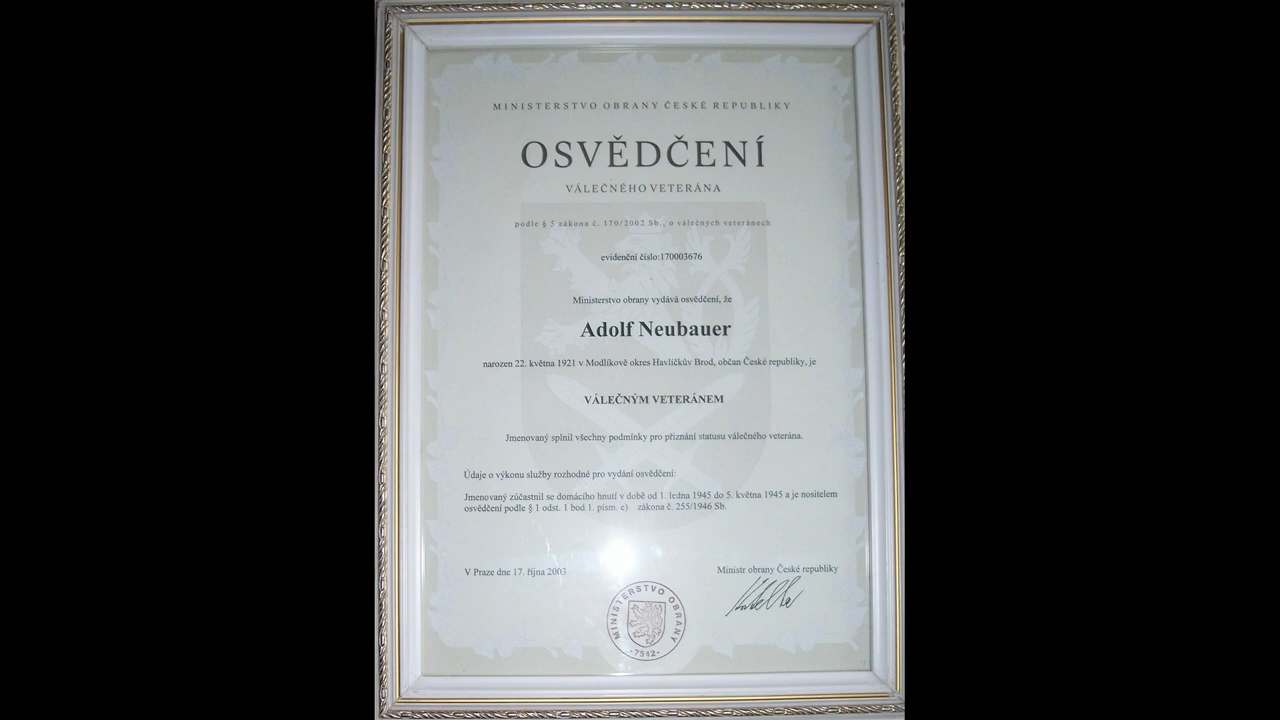 MINISTERSTVO OBRANY ČESKÉ REPUBLIKY
OSVĚDČENÍ
VÁLEČNÉHO VETERÁNA
podle § 5 zákona č. 170/2002 Sb., o válečných veteránech
evidenční číslo:170003676
Ministerstvo obrany vydává osvědčení, že
Adolf Neubauer
narozen 22. května 1921 v Modlíkově okres Havlíčkův Brod, občan České republiky, je
VÁLEČNÝM VETERÁNEM
Jmenovaný splnil všechny podmínky pro přiznání statusu válečného veterána.
Údaje o výkonu služby rozhodné pro vydání osvědčení:
Jmenovaný zúčastnil se domácího hnutí v době od 1. ledna 1945 do 5. května 1945 a je nositelem
osvědčení podle § 1 odst. 1 bod 1. písm. e) zákona č. 255/1946 Sb.
V Praze dne 17. října 2003
Ministr obrany České republiky
MINISTERSTVO OBRANY
-7542-